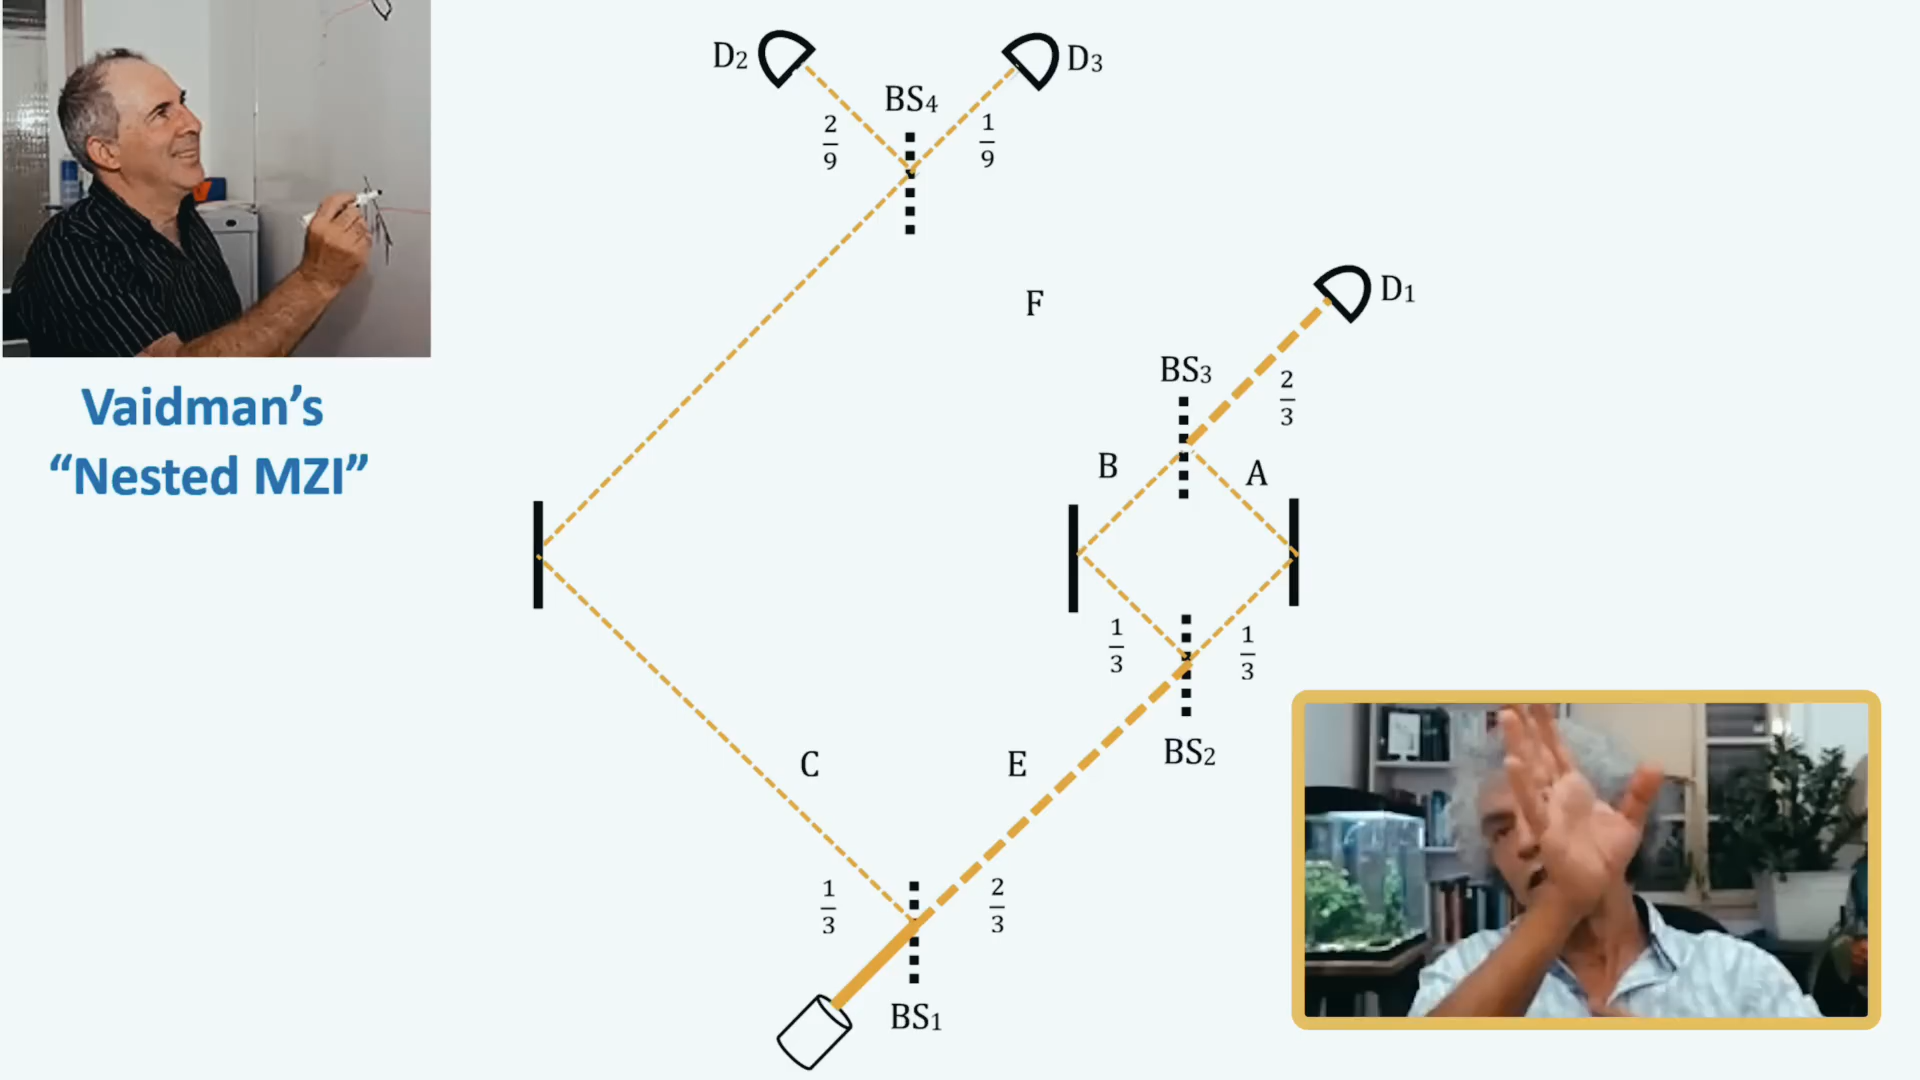 D2
D3
BS4
2/9
1/9
F
D1
BS3
2/3
Vaidman's
“Nested MZI”
B
A
1/3
1/3
BS2
C
E
1/3
2/3
BS1